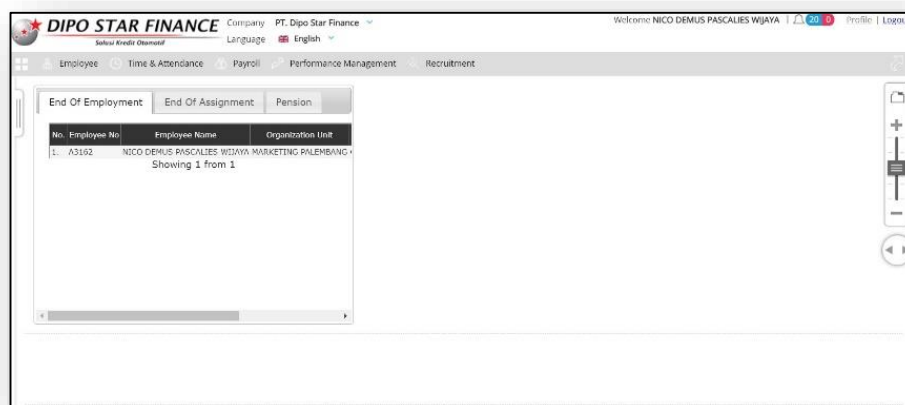 DIPO STAR FINANCE
Solusi Kredit Otomotif
Company PT. Dipo Star Finance
Language English
Welcome NICO DEMUS PASCALIES WIJAYA | 20 0 Profile | Logou
Employee Time & Attendance Payroll Performance Management Recruitment
End Of Employment End Of Assignment Pension
No. Employee No Employee Name Organization Unit
1. A3162 NICO DEMUS PASCALIES WIJAYA MARKETING PALEMBANG
Showing 1 from 1